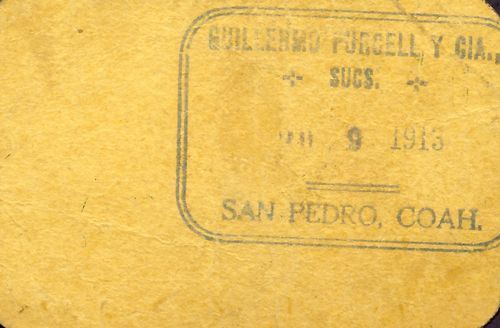 GUILLERMO PURCELL Y CIA.,
SUCS.
9 1913
SAN PEDRO, COAH.